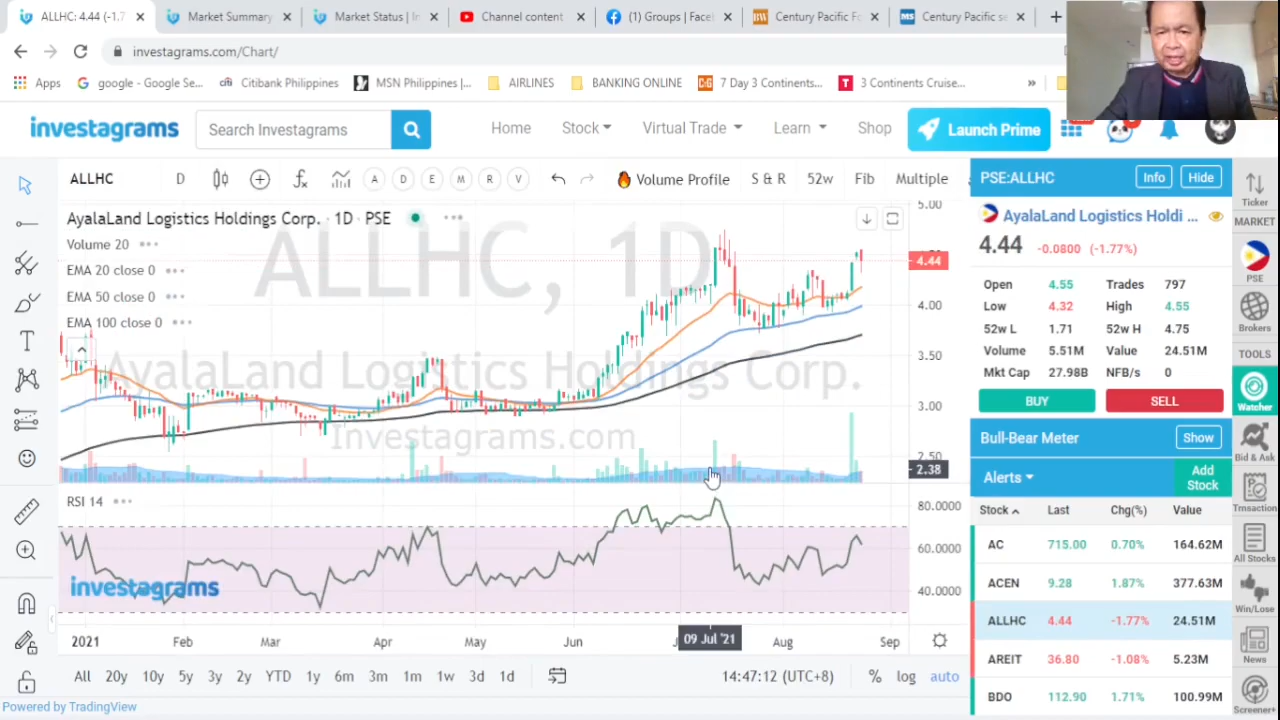 ALLHC: 4.44 (-1.7
Market Summary
Market Status | In
Channel content
(1) Groups | Face
Century Pacific Fo
Century Pacific se
investagrams.com/Chart/
Apps
google - Google Se...
Citibank Philippines
MSN Philippines |...
AIRLINES
BANKING ONLINE
7 Day 3 Continents...
3 Continents Cruise...
»
investagrams
Search Investagrams
Home
Stock
Virtual Trade
Learn
Shop
Launch Prime
ALLHC
D
A
D
E
M
R
V
Volume Profile
S & R
52w
Fib
Multiple
AyalaLand Logistics Holdings Corp. · 1D · PSE
Volume 20
EMA 20 close 0
EMA 50 close 0
EMA 100 close 0
ALLHC, 1D
AyalaLand Logistics Holdings Corp.
Investagrams.com
5.00
4.44
4.00
3.50
3.00
2.50
2.38
RSI 14
80.0000
60.0000
40.0000
investagrams
2021
Feb
Mar
Apr
May
Jun
09 Jul '21
Aug
Sep
All
20y
10y
5y
3y
2y
YTD
1y
6m
3m
1m
1w
3d
1d
14:47:12 (UTC+8)
%
log
auto
Powered by TradingView
PSE:ALLHC
Info
Hide
AyalaLand Logistics Holdi ...
4.44 -0.0800 (-1.77%)
Open 4.55 Trades 797
Low 4.32 High 4.55
52w L 1.71 52w H 4.75
Volume 5.51M Value 24.51M
Mkt Cap 27.98B NFB/s 0
BUY
SELL
Bull-Bear Meter
Show
Alerts
Add
Stock
Stock Last Chg(%) Value
AC 715.00 0.70% 164.62M
ACEN 9.28 1.87% 377.63M
ALLHC 4.44 -1.77% 24.51M
AREIT 36.80 -1.08% 5.23M
BDO 112.90 1.71% 100.99M
Ticker
MARKET
PSE
Brokers
TOOLS
Watcher
Bid & Ask
Trnsaction
All Stocks
Win/Lose
News
Screener+